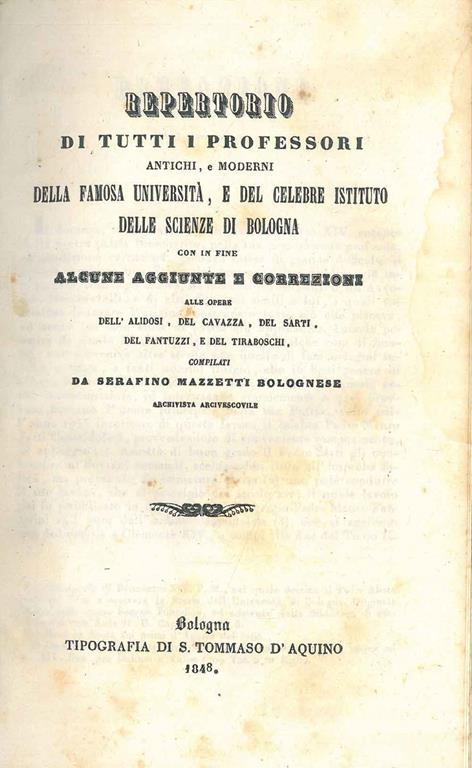 REPERTORIO
DI TUTTI I PROFESSORI
ANTICHI, e MODERNI
DELLA FAMOSA UNIVERSITÀ, E DEL CELEBRE ISTITUTO
DELLE SCIENZE DI BOLOGNA
CON IN FINE
ALCUNE AGGIUNTE E CORREZIONI
ALLE OPERE
DELL' ALIDOSI, DEL CAVAZZA, DEL SARTI,
DEL FANTUZZI, E DEL TIRABOSCHI,
COMPILATI
DA SERAFINO MAZZETTI BOLOGNESE
ARCHIVISTA ARCIVESCOVILE
Bologna
TIPOGRAFIA DI S. TOMMASO D' AQUINO
1848.